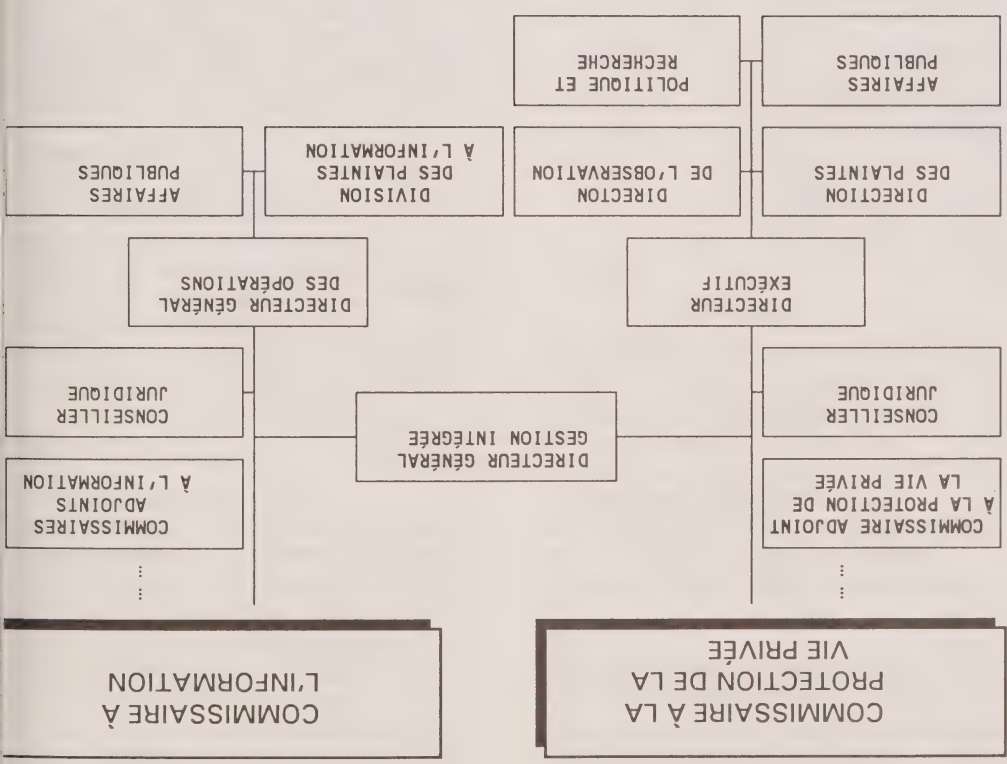 COMMISSAIRE À
L'INFORMATION
COMMISSAIRE À LA
PROTECTION DE LA
VIE PRIVÉE
COMMISSAIRES
ADJOINTS
À L'INFORMATION
COMMISSAIRE ADJOINT
À LA PROTECTION DE
LA VIE PRIVÉE
CONSEILLER
JURIDIQUE
DIRECTEUR GÉNÉRAL
GESTION INTÉGRÉE
CONSEILLER
JURIDIQUE
DIRECTEUR GÉNÉRAL
DES OPÉRATIONS
DIRECTEUR
EXÉCUTIF
AFFAIRES
PUBLIQUES
DIVISION
DES PLAINTES
À L'INFORMATION
DIRECTON
DE L'OBSERVATION
DIRECTION
DES PLAINTES
POLITIQUE ET
RECHERCHE
AFFAIRES
PUBLIQUES